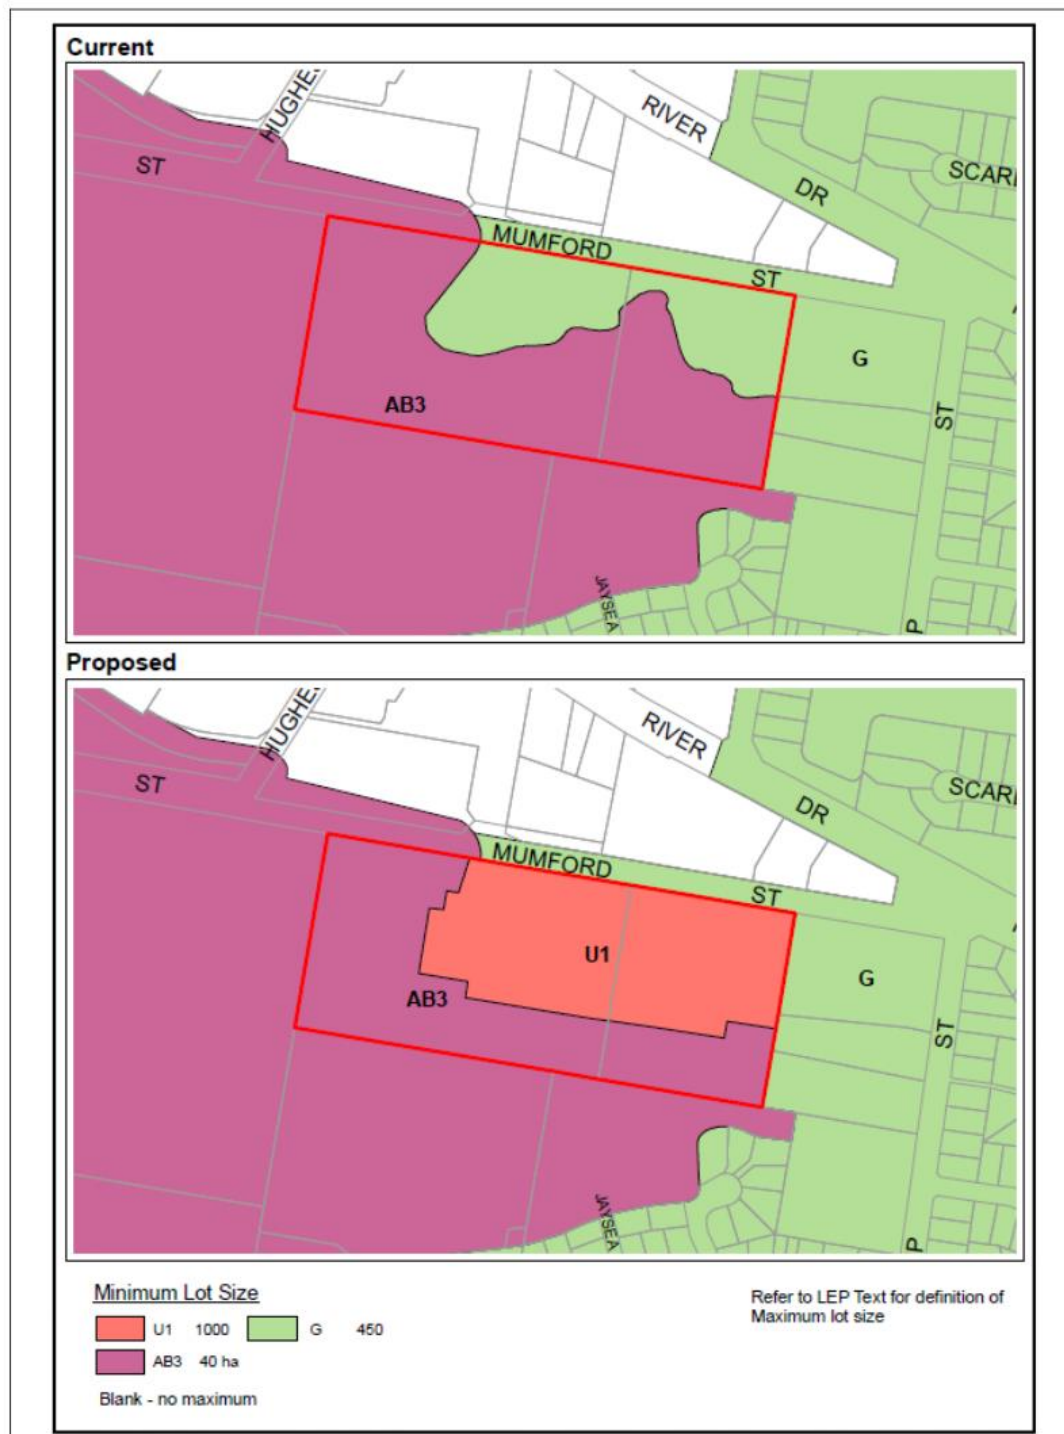 Current
HUGHES
ST
RIVER
DR
SCARL
MUMFORD
ST
G
AB3
ST
JAYSEA
P
Proposed
HUGHES
ST
RIVER
DR
SCARL
MUMFORD
ST
U1
G
AB3
ST
JAYSEA
P
Minimum Lot Size
U1 1000 G 450
AB3 40 ha
Blank - no maximum
Refer to LEP Text for definition of
Maximum lot size